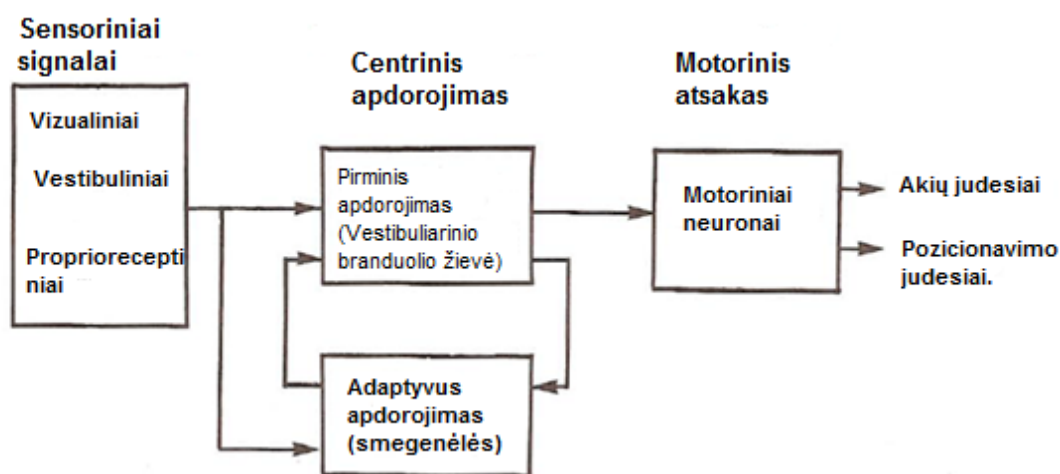 Sensoriniai
signalai
Vizualiniai
Vestibuliniai
Propriorecepti
niai
Centrinis
apdorojimas
Pirminis
apdorojimas
(Vestibuliarinio
branduolio žievė)
Adaptyvus
apdorojimas
(smegenėlės)
Motorinis
atsakas
Motoriniai
neuronai
Akių judesiai
Pozicionavimo
judesiai.